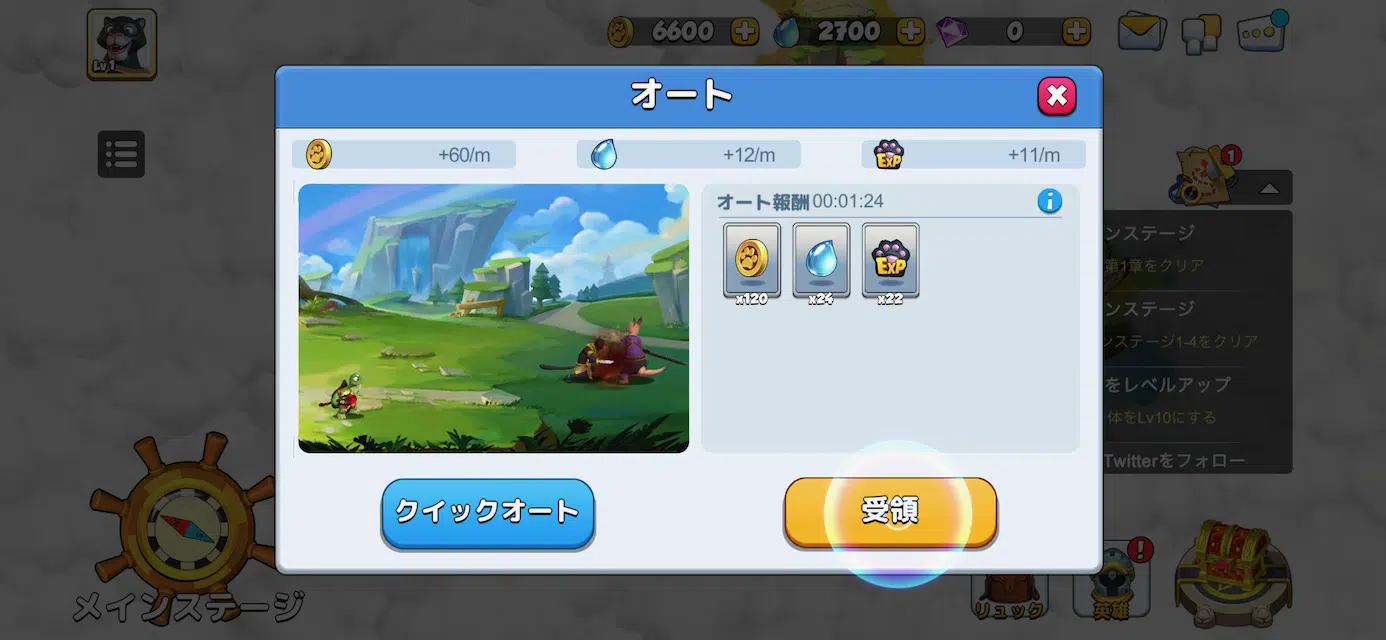 Lv1
6600
2700
0
オート
+60/m
+12/m
EXP
+11/m
オート報酬 00:01:24
i
EXP
x120
x24
x22
1
ンステージ
第1章をクリア
ンステージ
ンステージ1-4をクリア
をレベルアップ
体をLv10にする
Twitterをフォロー
クイックオート
受領
メインステージ
リュック
英雄
!